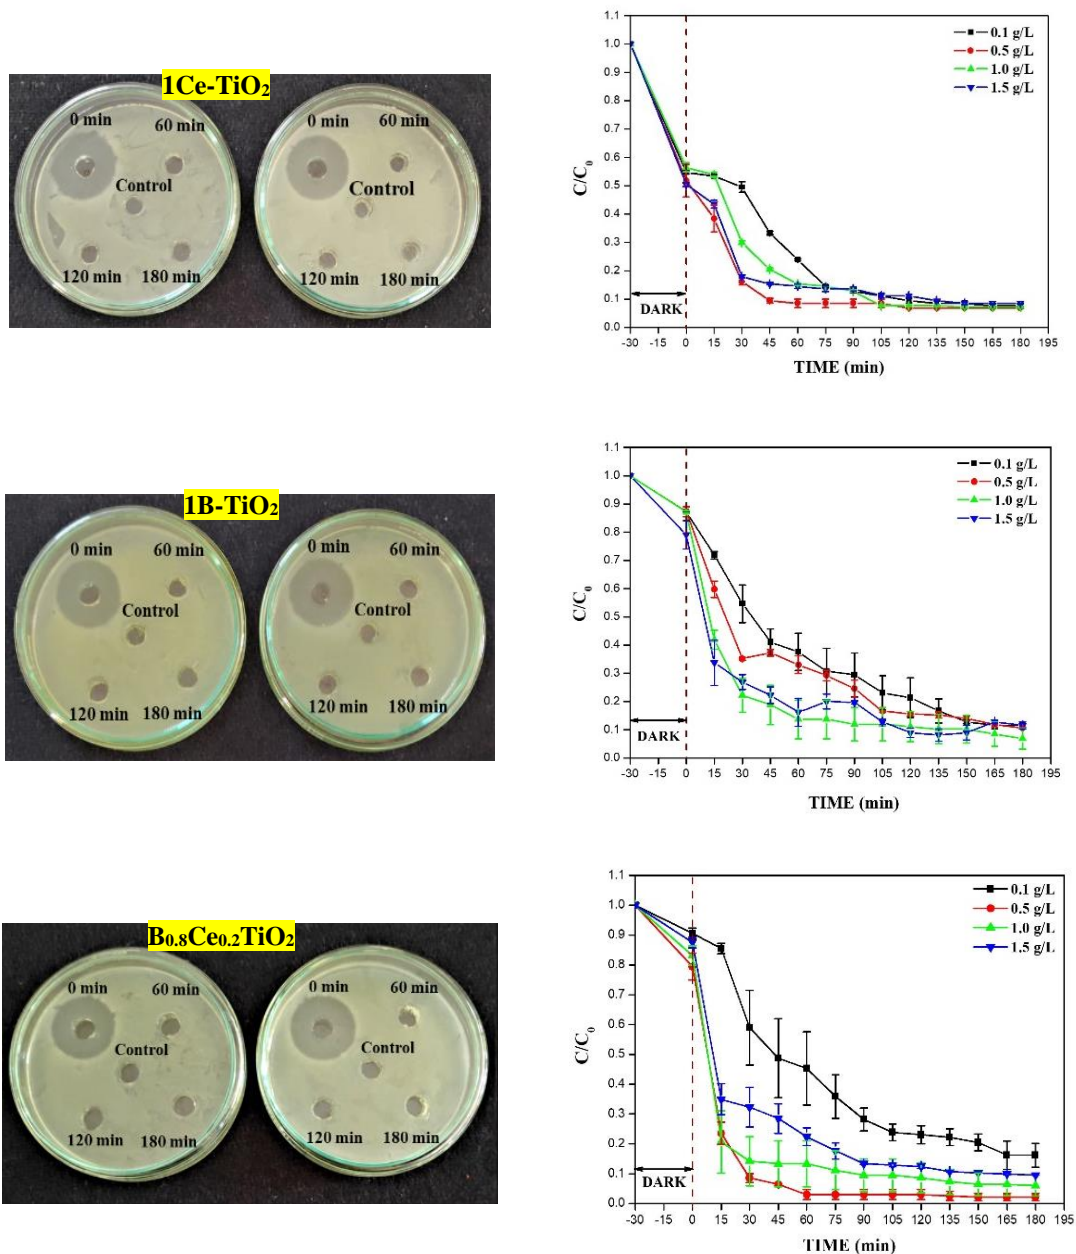 1Ce-TiO₂
0 min
60 min
Control
120 min
180 min
0 min
60 min
Control
120 min
180 min
1.1
1.0
0.9
0.8
0.7
0.6
0.5
0.4
0.3
0.2
0.1
0.0
C/C₀
0.1 g/L
0.5 g/L
1.0 g/L
1.5 g/L
DARK
-30 -15 0 15 30 45 60 75 90 105 120 135 150 165 180 195
TIME (min)
1B-TiO₂
0 min
60 min
Control
120 min
180 min
0 min
60 min
Control
120 min
180 min
1.1
1.0
0.9
0.8
0.7
0.6
0.5
0.4
0.3
0.2
0.1
0.0
C/C₀
0.1 g/L
0.5 g/L
1.0 g/L
1.5 g/L
DARK
-30 -15 0 15 30 45 60 75 90 105 120 135 150 165 180 195
TIME (min)
B₀.₈Ce₀.₂TiO₂
0 min
60 min
Control
120 min
180 min
0 min
60 min
Control
120 min
180 min
1.1
1.0
0.9
0.8
0.7
0.6
0.5
0.4
0.3
0.2
0.1
0.0
C/C₀
0.1 g/L
0.5 g/L
1.0 g/L
1.5 g/L
DARK
-30 -15 0 15 30 45 60 75 90 105 120 135 150 165 180 195
TIME (min)